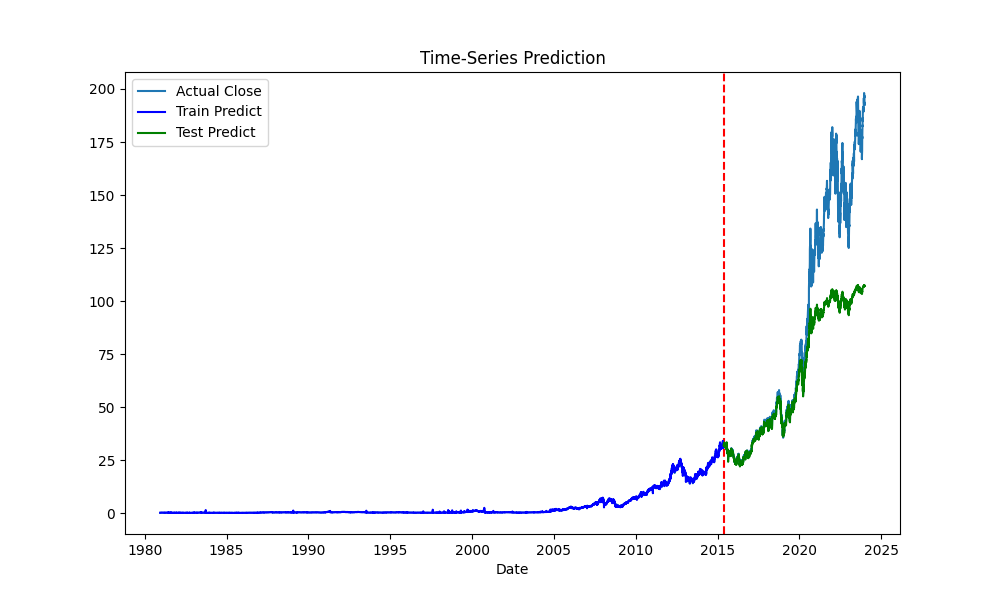 Time-Series Prediction
Actual Close
Train Predict
Test Predict
200
175
150
125
100
75
50
25
0
1980 1985 1990 1995 2000 2005 2010 2015 2020 2025
Date